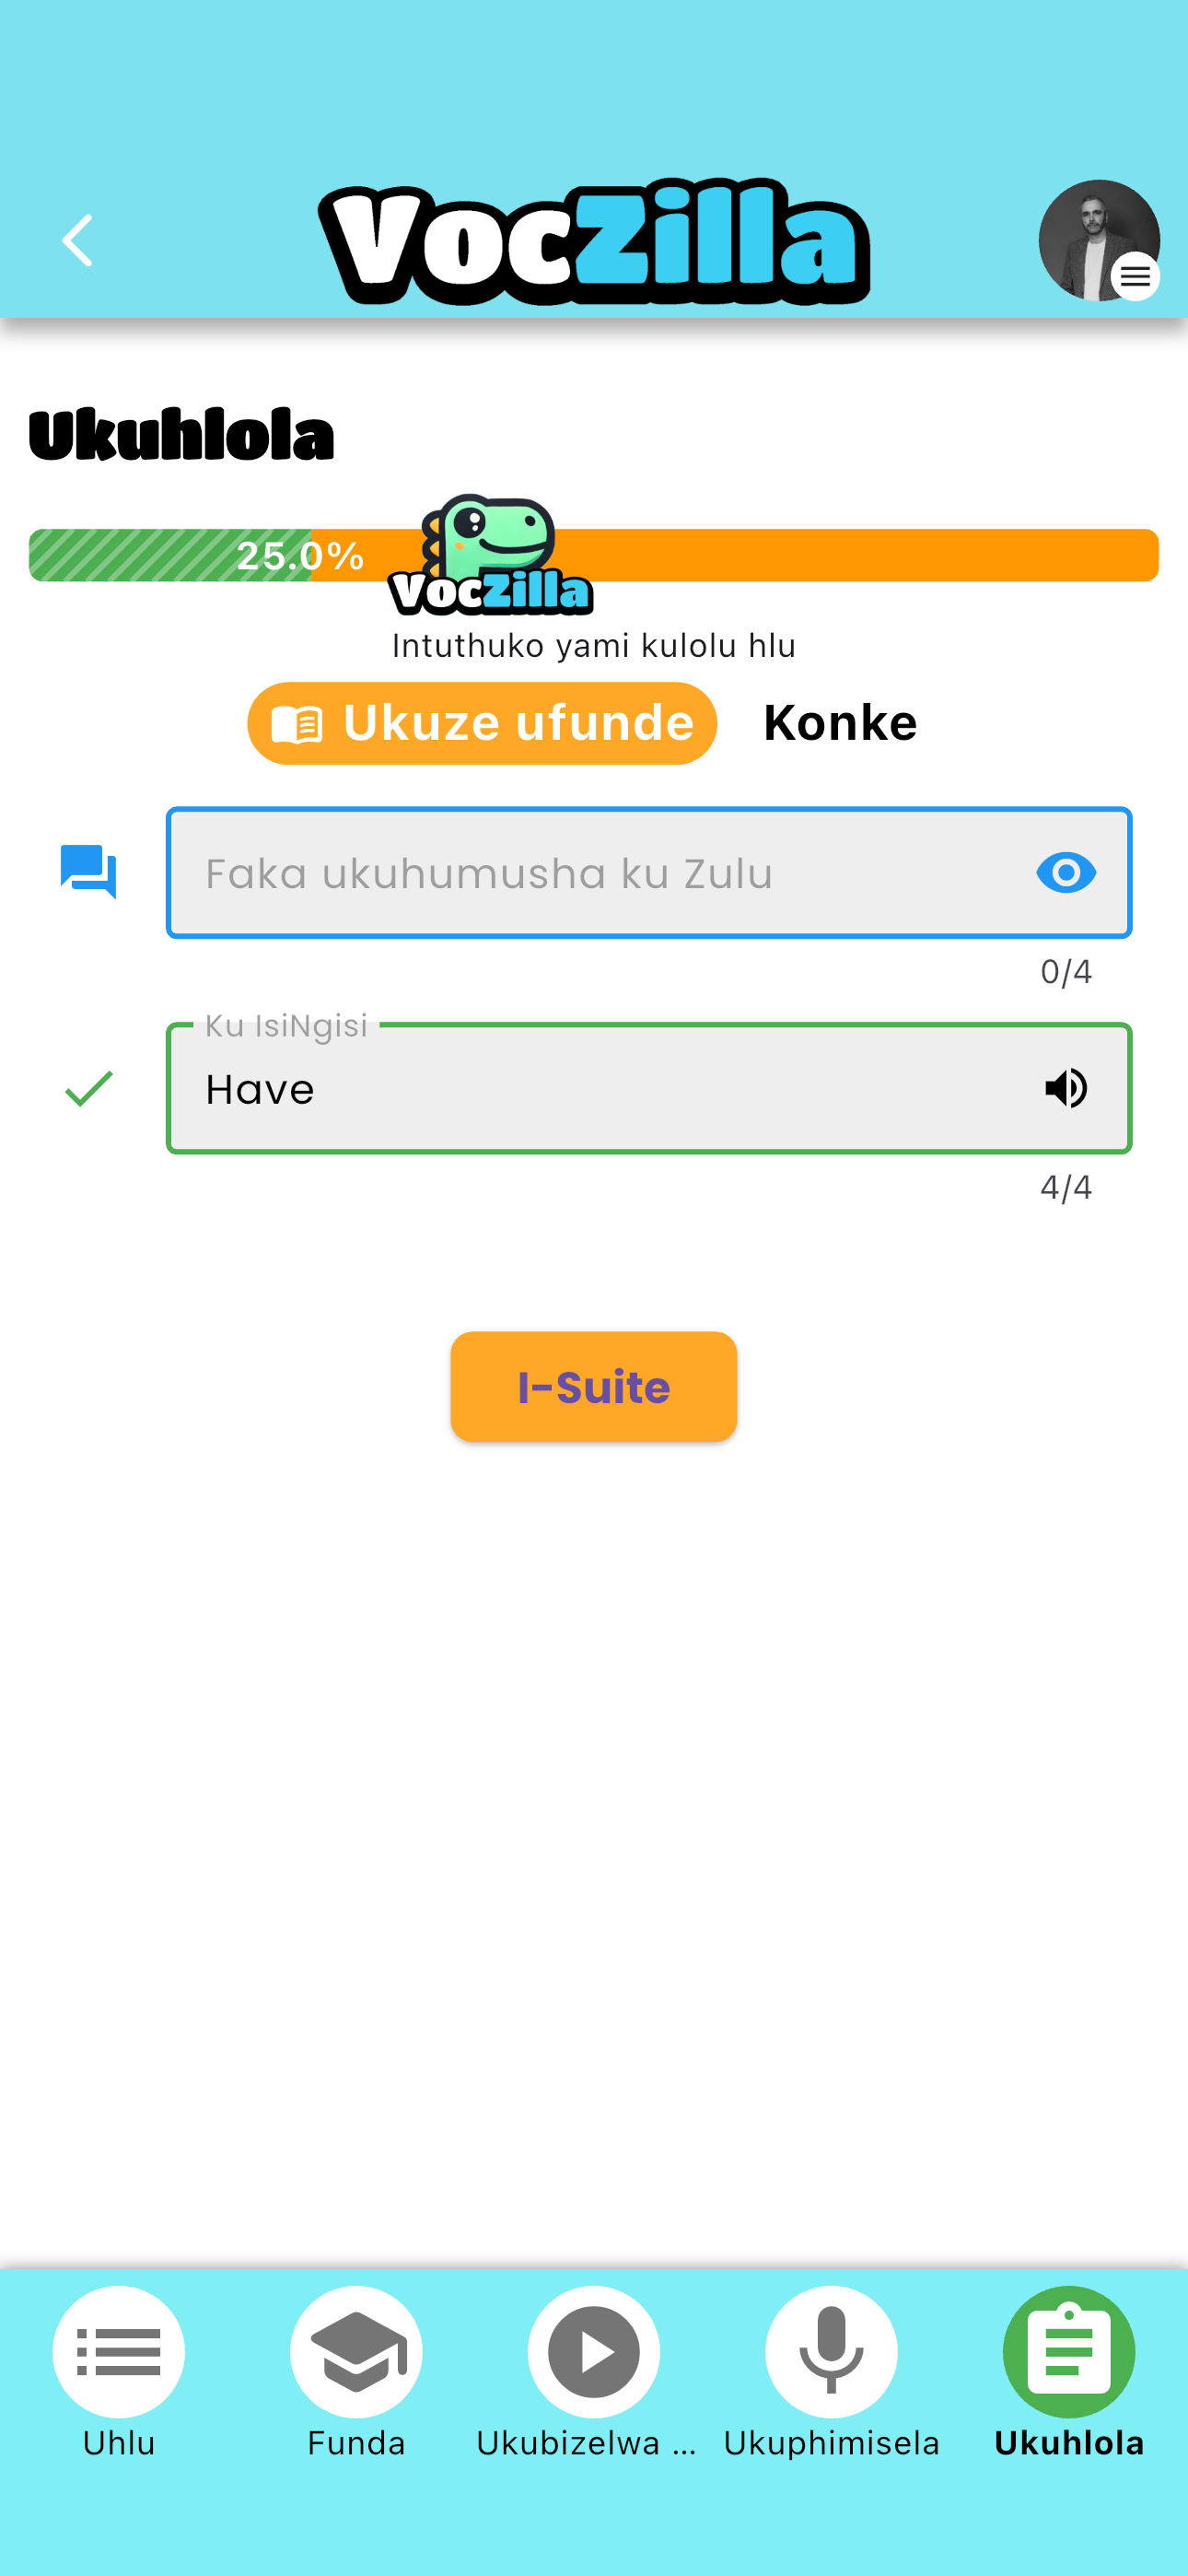 VocZilla
Ukuhlola
25.0%
VocZilla
Intuthuko yami kulolu hlu
Ukuze ufunde
Konke
Faka ukuhumusha ku Zulu
0/4
Ku IsiNgisi
Have
4/4
I-Suite
Uhlu
Funda
Ukubizelwa ...
Ukuphimisela
Ukuhlola